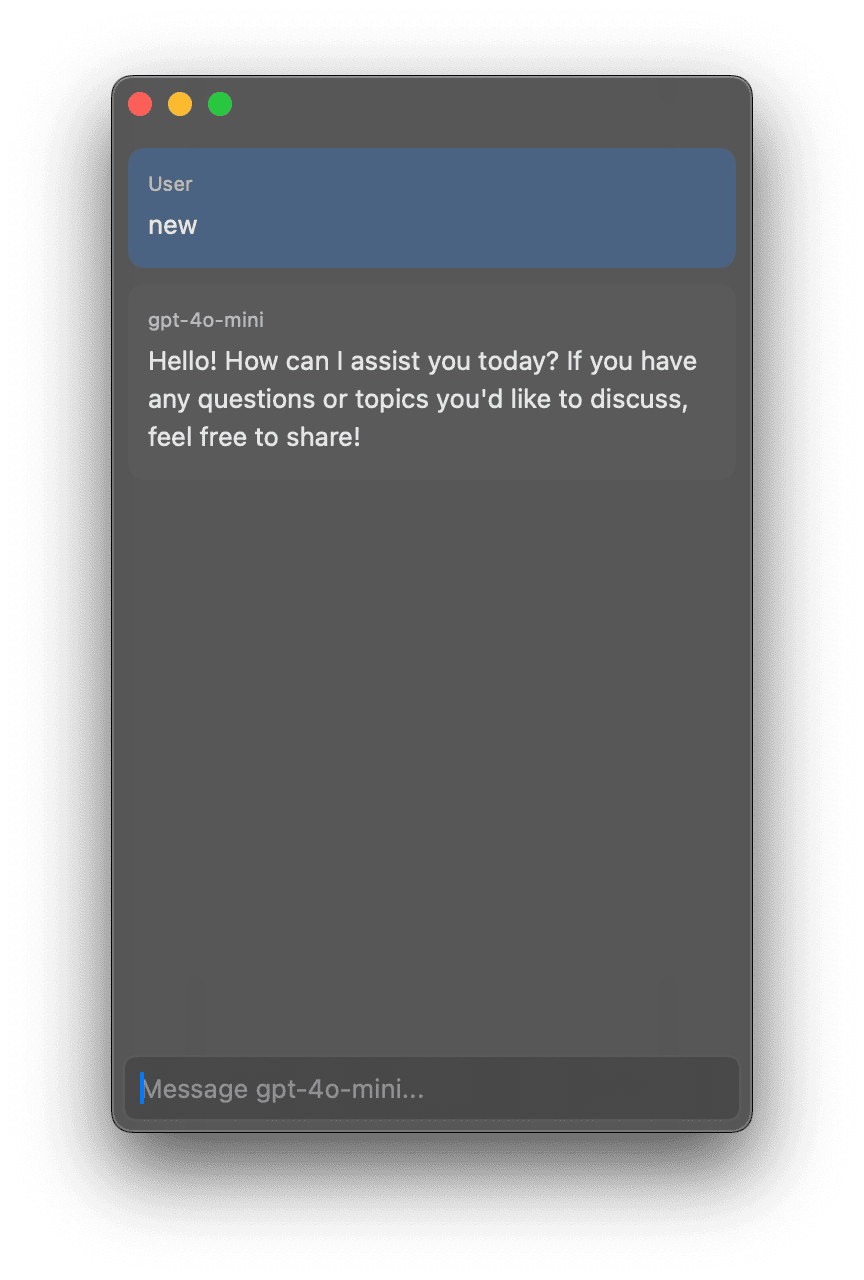 User
new
gpt-4o-mini
Hello! How can I assist you today? If you have
any questions or topics you'd like to discuss,
feel free to share!
Message gpt-4o-mini...